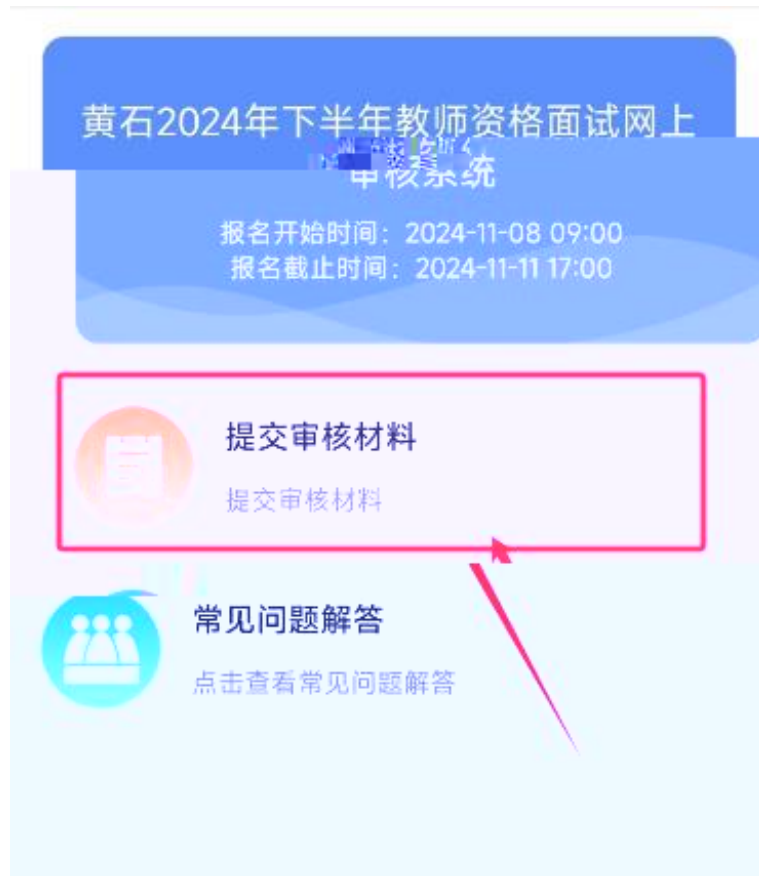 黄石2024年下半年教师资格面试网上
审核系统
报名开始时间：2024-11-08 09:00
报名截止时间：2024-11-11 17:00
提交审核材料
提交审核材料
常见问题解答
点击查看常见问题解答